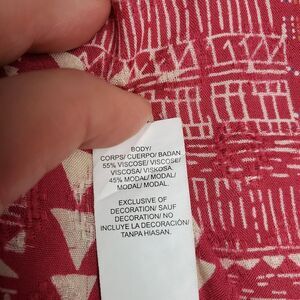 BODY/
CORPS/ CUERPO/ BADAN
55% VISCOSE/ VISCOSE/
VISCOSA/ VISKOSA.
45% MODAL/ MODAL/
MODAL/ MODAL.
EXCLUSIVE OF
DECORATION/ SAUF
DECORATION/ NO
INCLUYE LA DECORACIÓN/
TANPA HIASAN.